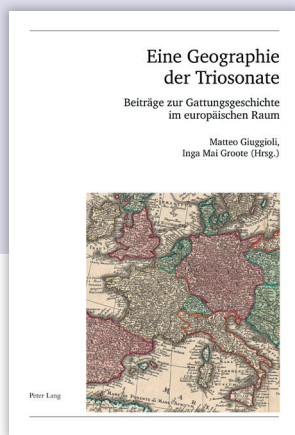 Eine Geographie
der Triosonate
Beiträge zur Gattungsgeschichte
im europäischen Raum
Matteo Giuggioli,
Inga Mai Groote (Hrsg.)
Peter Lang